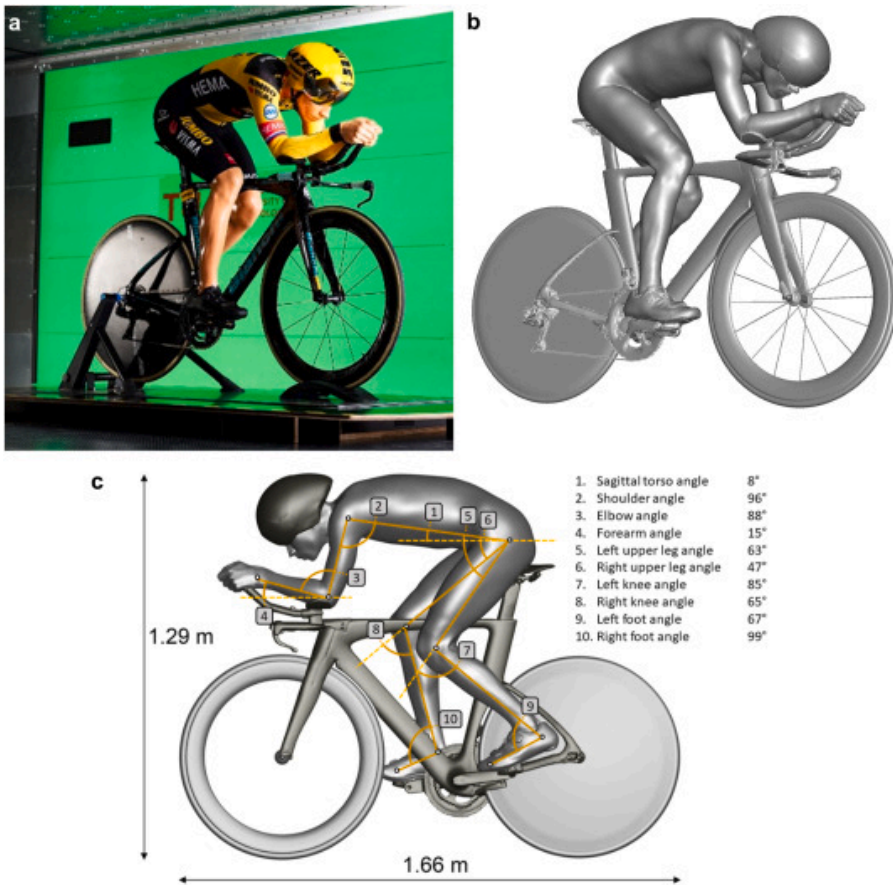 a
HEMA
JUMBO
VISMA
b
c
1. Sagittal torso angle 8°
2. Shoulder angle 96°
3. Elbow angle 88°
4. Forearm angle 15°
5. Left upper leg angle 63°
6. Right upper leg angle 47°
7. Left knee angle 85°
8. Right knee angle 65°
9. Left foot angle 67°
10. Right foot angle 99°
2
1
5
6
3
4
8
7
9
10
1.29 m
1.66 m